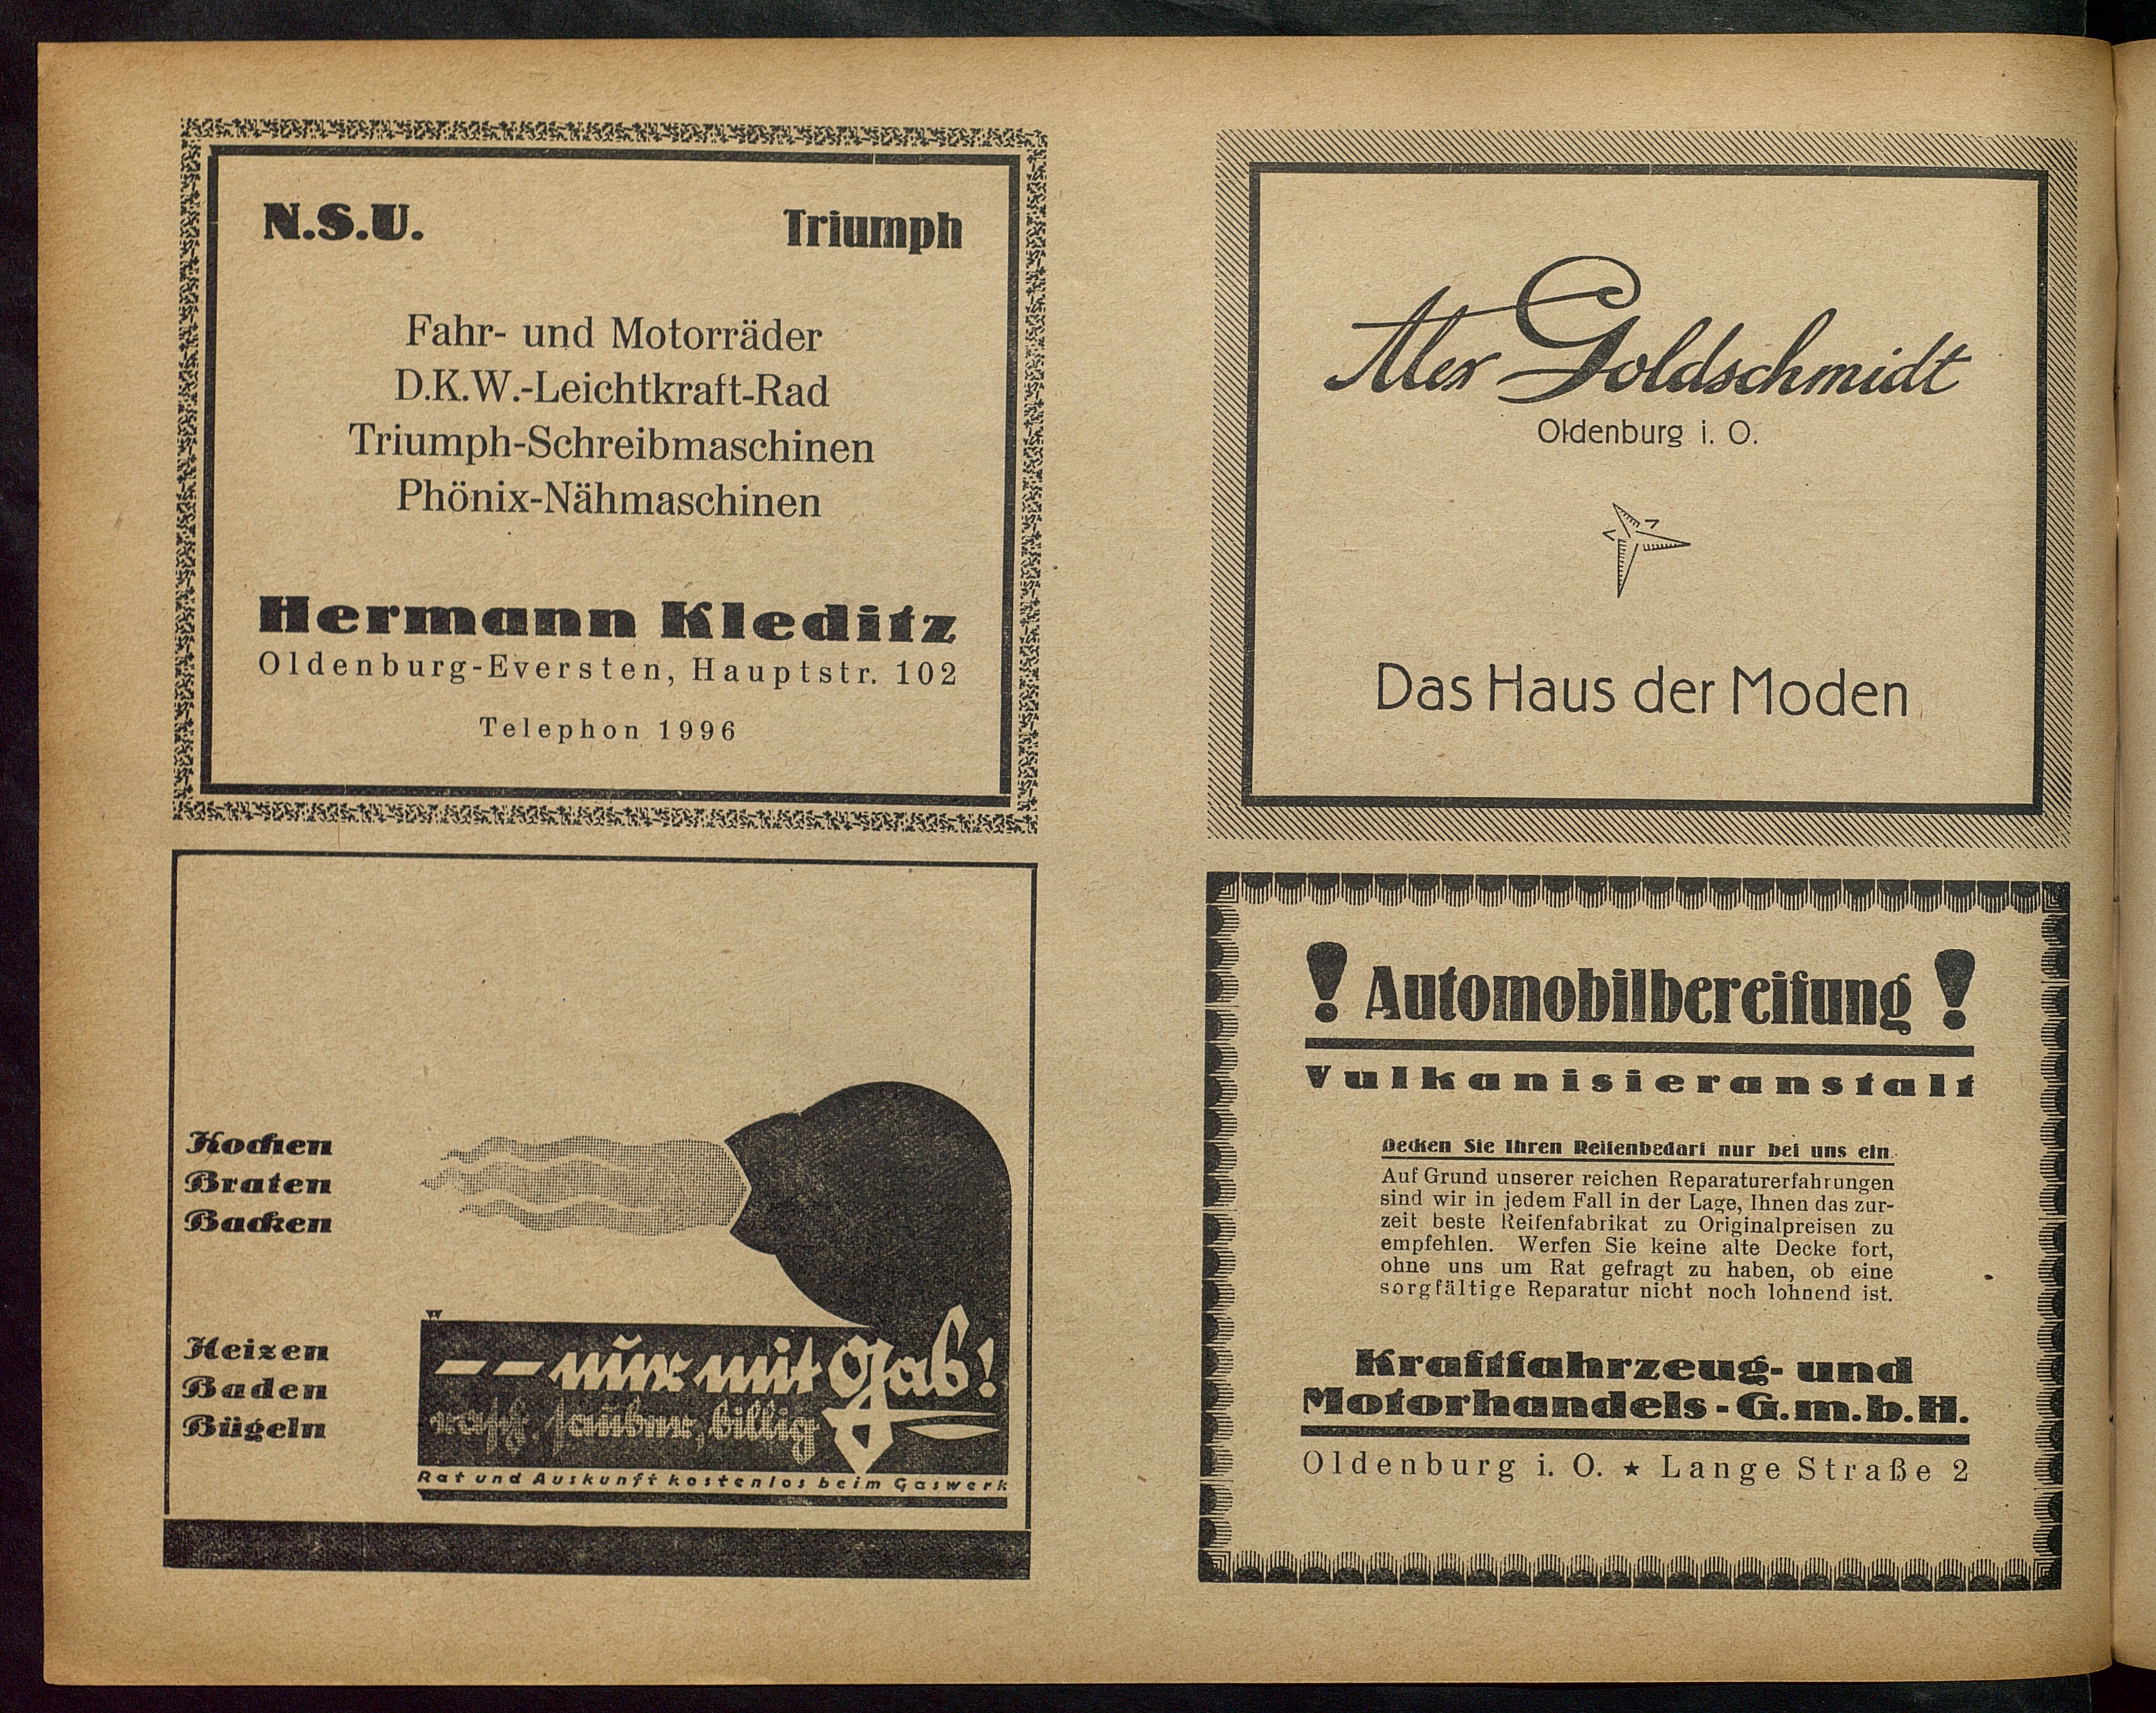 N.S.U. Triumph
Fahr- und Motorräder
D.K.W.-Leichtkraft-Rad
Triumph-Schreibmaschinen
Phönix-Nähmaschinen
Hermann Kleditz
Oldenburg-Eversten, Hauptstr. 102
Telephon 1996
Kochen
Braten
Backen
Heizen
Baden
Bügeln
-- nur mit Gas!
rasch, sauber, billig
Rat und Auskunft kostenlos beim Gaswerk
Alex Goldschmidt
Oldenburg i. O.
Das Haus der Moden
! Automobilbereifung !
Vulkanisieranstalt
Decken Sie Ihren Reifenbedarf nur bei uns ein.
Auf Grund unserer reichen Reparaturerfahrungen
sind wir in jedem Fall in der Lage, Ihnen das zur-
zeit beste Reifenfabrikat zu Originalpreisen zu
empfehlen. Werfen Sie keine alte Decke fort,
ohne uns um Rat gefragt zu haben, ob eine
sorgfältige Reparatur nicht noch lohnend ist.
Kraftfahrzeug- und
Motorhandels-G.m.b.H.
Oldenburg i. O. ★ Lange Straße 2